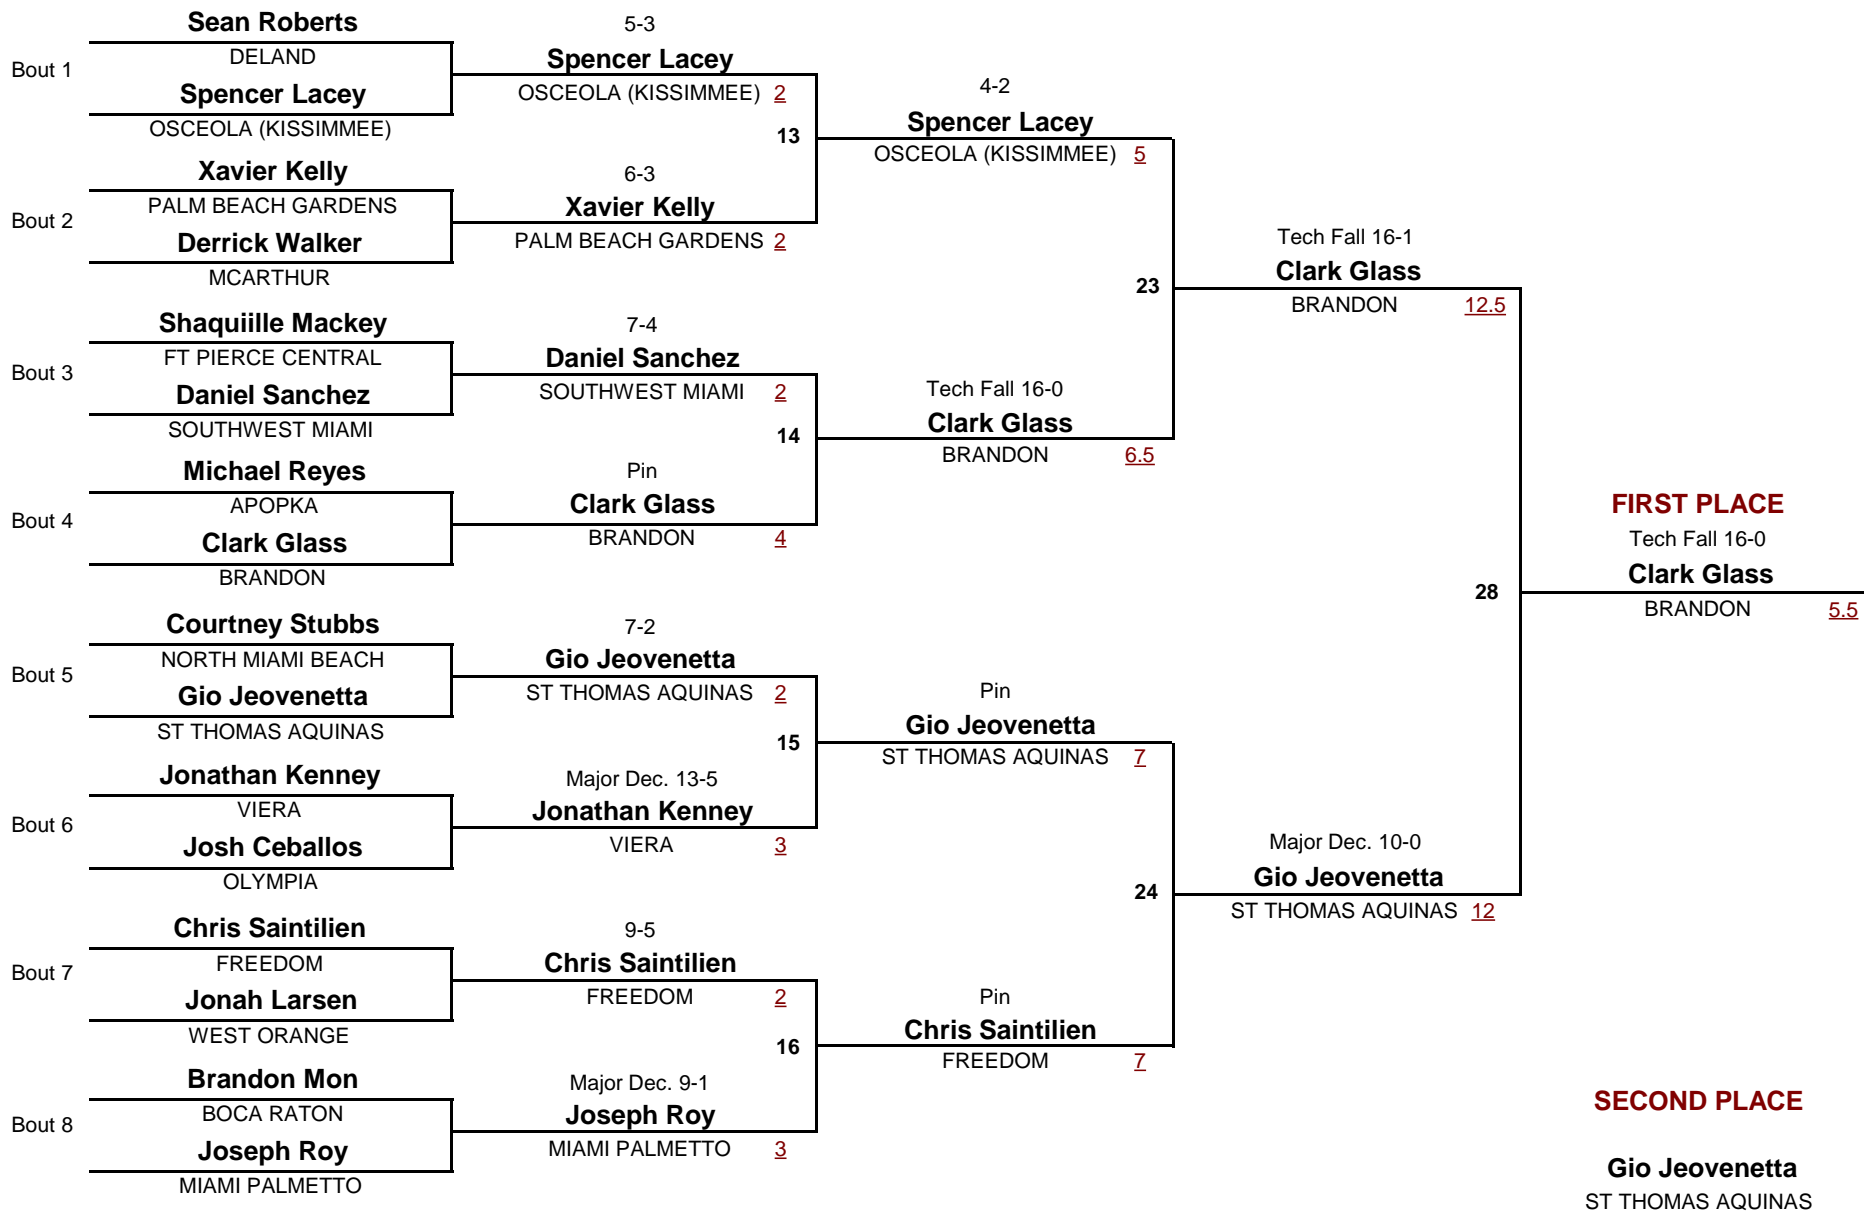 Sean Roberts
Bout 1
DELAND
Spencer Lacey
OSCEOLA (KISSIMMEE)
Xavier Kelly
Bout 2
PALM BEACH GARDENS
Derrick Walker
MCARTHUR
Shaquiille Mackey
Bout 3
FT PIERCE CENTRAL
Daniel Sanchez
SOUTHWEST MIAMI
Michael Reyes
Bout 4
APOPKA
Clark Glass
BRANDON
Courtney Stubbs
Bout 5
NORTH MIAMI BEACH
Gio Jeovenetta
ST THOMAS AQUINAS
Jonathan Kenney
Bout 6
VIERA
Josh Ceballos
OLYMPIA
Chris Saintilien
Bout 7
FREEDOM
Jonah Larsen
WEST ORANGE
Brandon Mon
Bout 8
BOCA RATON
Joseph Roy
MIAMI PALMETTO
5-3
Spencer Lacey
OSCEOLA (KISSIMMEE) 2
13
6-3
Xavier Kelly
PALM BEACH GARDENS 2
7-4
Daniel Sanchez
SOUTHWEST MIAMI 2
14
Pin
Clark Glass
BRANDON 4
7-2
Gio Jeovenetta
ST THOMAS AQUINAS 2
15
Major Dec. 13-5
Jonathan Kenney
VIERA 3
9-5
Chris Saintilien
FREEDOM 2
16
Major Dec. 9-1
Joseph Roy
MIAMI PALMETTO 3
4-2
Spencer Lacey
OSCEOLA (KISSIMMEE) 5
23
Tech Fall 16-0
Clark Glass
BRANDON 6.5
Pin
Gio Jeovenetta
ST THOMAS AQUINAS 7
24
Pin
Chris Saintilien
FREEDOM 7
Tech Fall 16-1
Clark Glass
BRANDON 12.5
28
Major Dec. 10-0
Gio Jeovenetta
ST THOMAS AQUINAS 12
FIRST PLACE
Tech Fall 16-0
Clark Glass
BRANDON 5.5
SECOND PLACE
Gio Jeovenetta
ST THOMAS AQUINAS